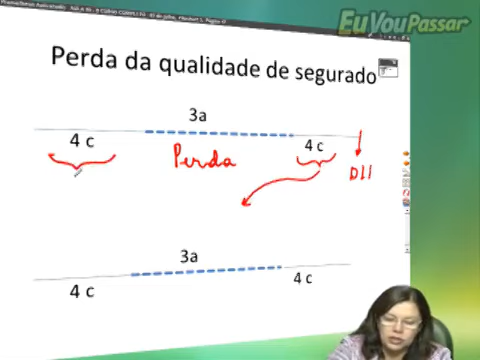 EuVouPassar
Perda da qualidade de segurado
3a
4 c
4 c
Perda
DII
3a
4 c
4 c